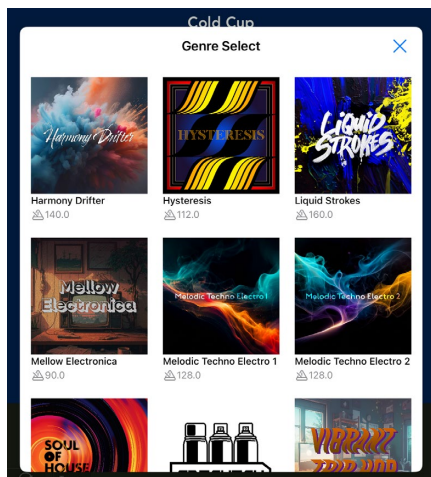 Cold Cup
Genre Select
Harmony Drifter
HYSTERESIS
LIQUID
STROKES
Harmony Drifter
Hysteresis
Liquid Strokes
140.0
112.0
160.0
Mellow
Electronica
Melodic Techno Electro 1
Melodic Techno Electro 2
Mellow Electronica
Melodic Techno Electro 1
Melodic Techno Electro 2
90.0
128.0
128.0
SOUL
OF
HOUSE
VIBRANT
TRIP HOP